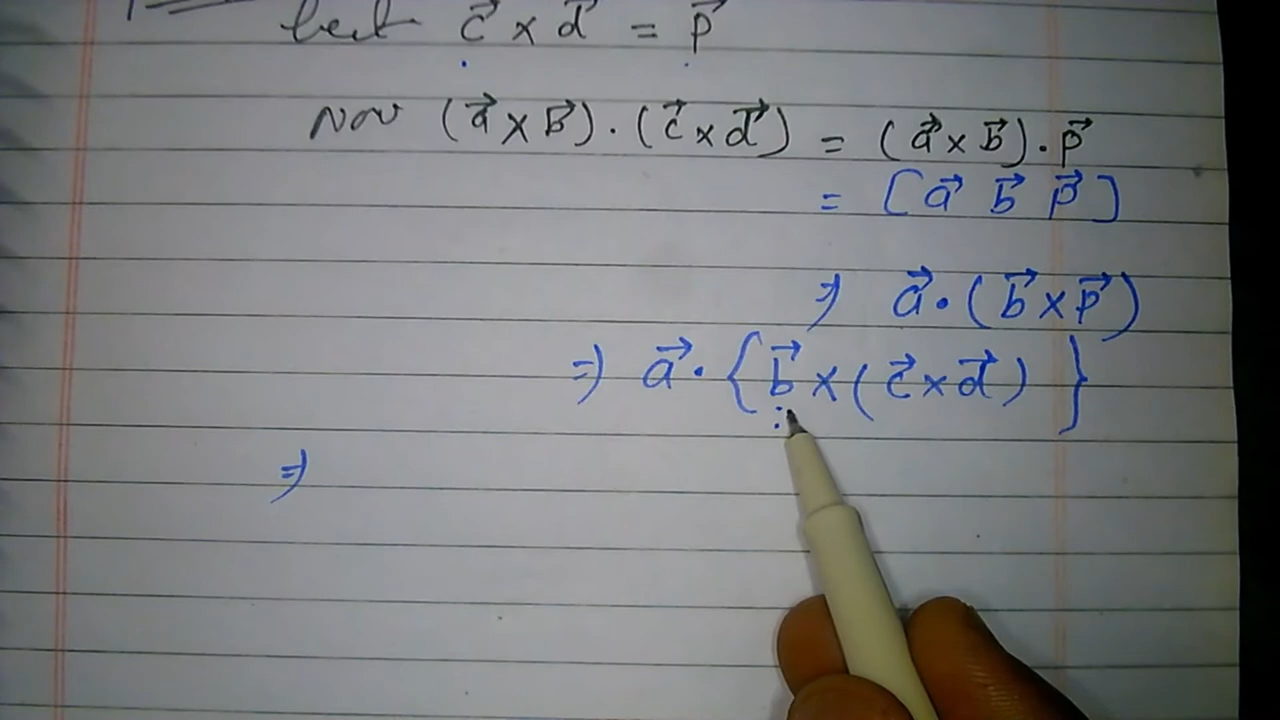 Let c⃗ × d⃗ = p⃗
Now (a⃗ × b⃗) · (c⃗ × d⃗) = (a⃗ × b⃗) · p⃗
= [a⃗ b⃗ p⃗]
⇒ a⃗ · (b⃗ × p⃗)
⇒ a⃗ · {b⃗ × (c⃗ × d⃗)}
⇒